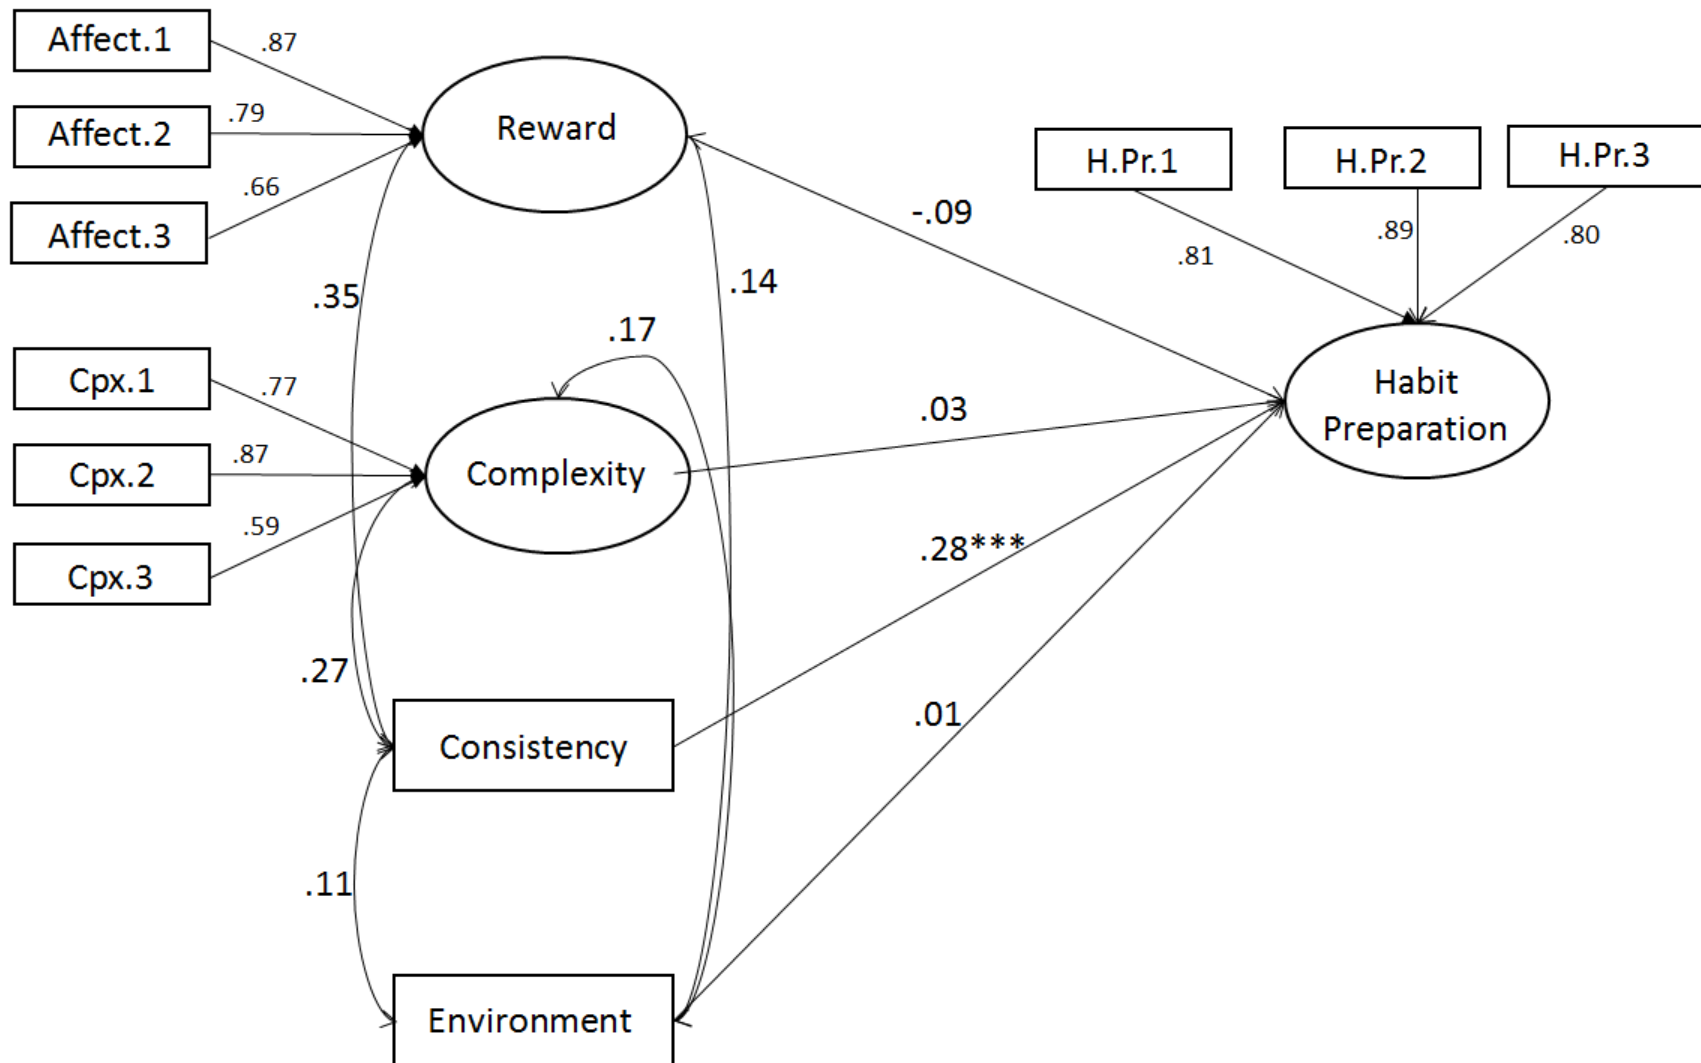 Affect.1
.87
Affect.2
.79
Affect.3
.66
Reward
H.Pr.1
H.Pr.2
H.Pr.3
.81
.89
.80
-.09
.14
.35
.17
Cpx.1
.77
Cpx.2
.87
Cpx.3
.59
Complexity
.03
Habit
Preparation
.28***
.27
Consistency
.01
.11
Environment